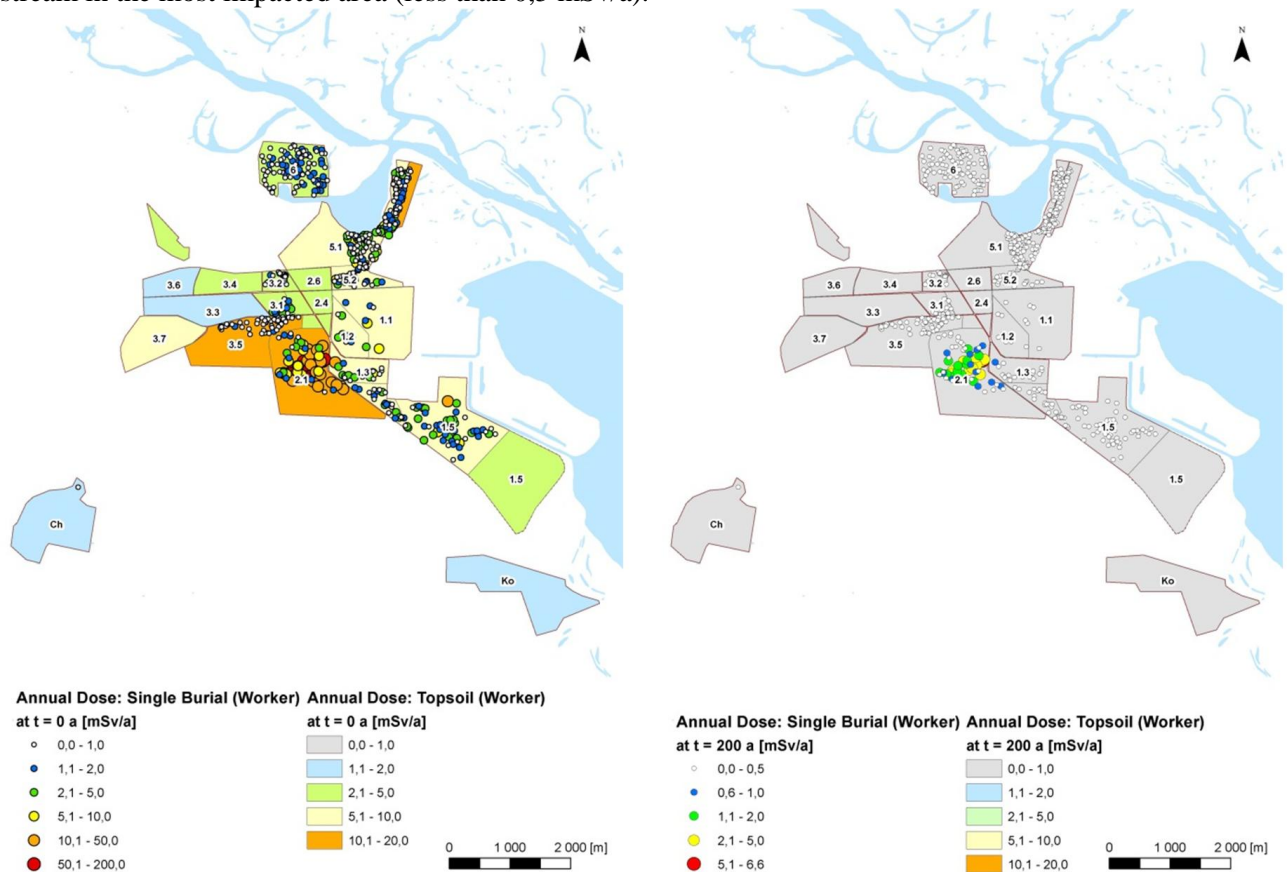 stream in the most impacted area (less than 0,5 mSv/a).
N
6
5.1
3.6
3.4
3.2
2.6
5.2
3.3
3.1
2.4
1.1
3.7
3.5
1.2
2.1
1.3
1.5
1.5
Ch
Ko
Annual Dose: Single Burial (Worker)
at t = 0 a [mSv/a]
0,0 - 1,0
1,1 - 2,0
2,1 - 5,0
5,1 - 10,0
10,1 - 50,0
50,1 - 200,0
Annual Dose: Topsoil (Worker)
at t = 0 a [mSv/a]
0,0 - 1,0
1,1 - 2,0
2,1 - 5,0
5,1 - 10,0
10,1 - 20,0
0 1 000 2 000 [m]
N
6
5.1
3.6
3.4
3.2
2.6
5.2
3.3
3.1
2.4
1.1
3.7
3.5
1.2
2.1
1.3
1.5
1.5
Ch
Ko
Annual Dose: Single Burial (Worker)
at t = 200 a [mSv/a]
0,0 - 0,5
0,6 - 1,0
1,1 - 2,0
2,1 - 5,0
5,1 - 6,6
Annual Dose: Topsoil (Worker)
at t = 200 a [mSv/a]
0,0 - 1,0
1,1 - 2,0
2,1 - 5,0
5,1 - 10,0
10,1 - 20,0
0 1 000 2 000 [m]